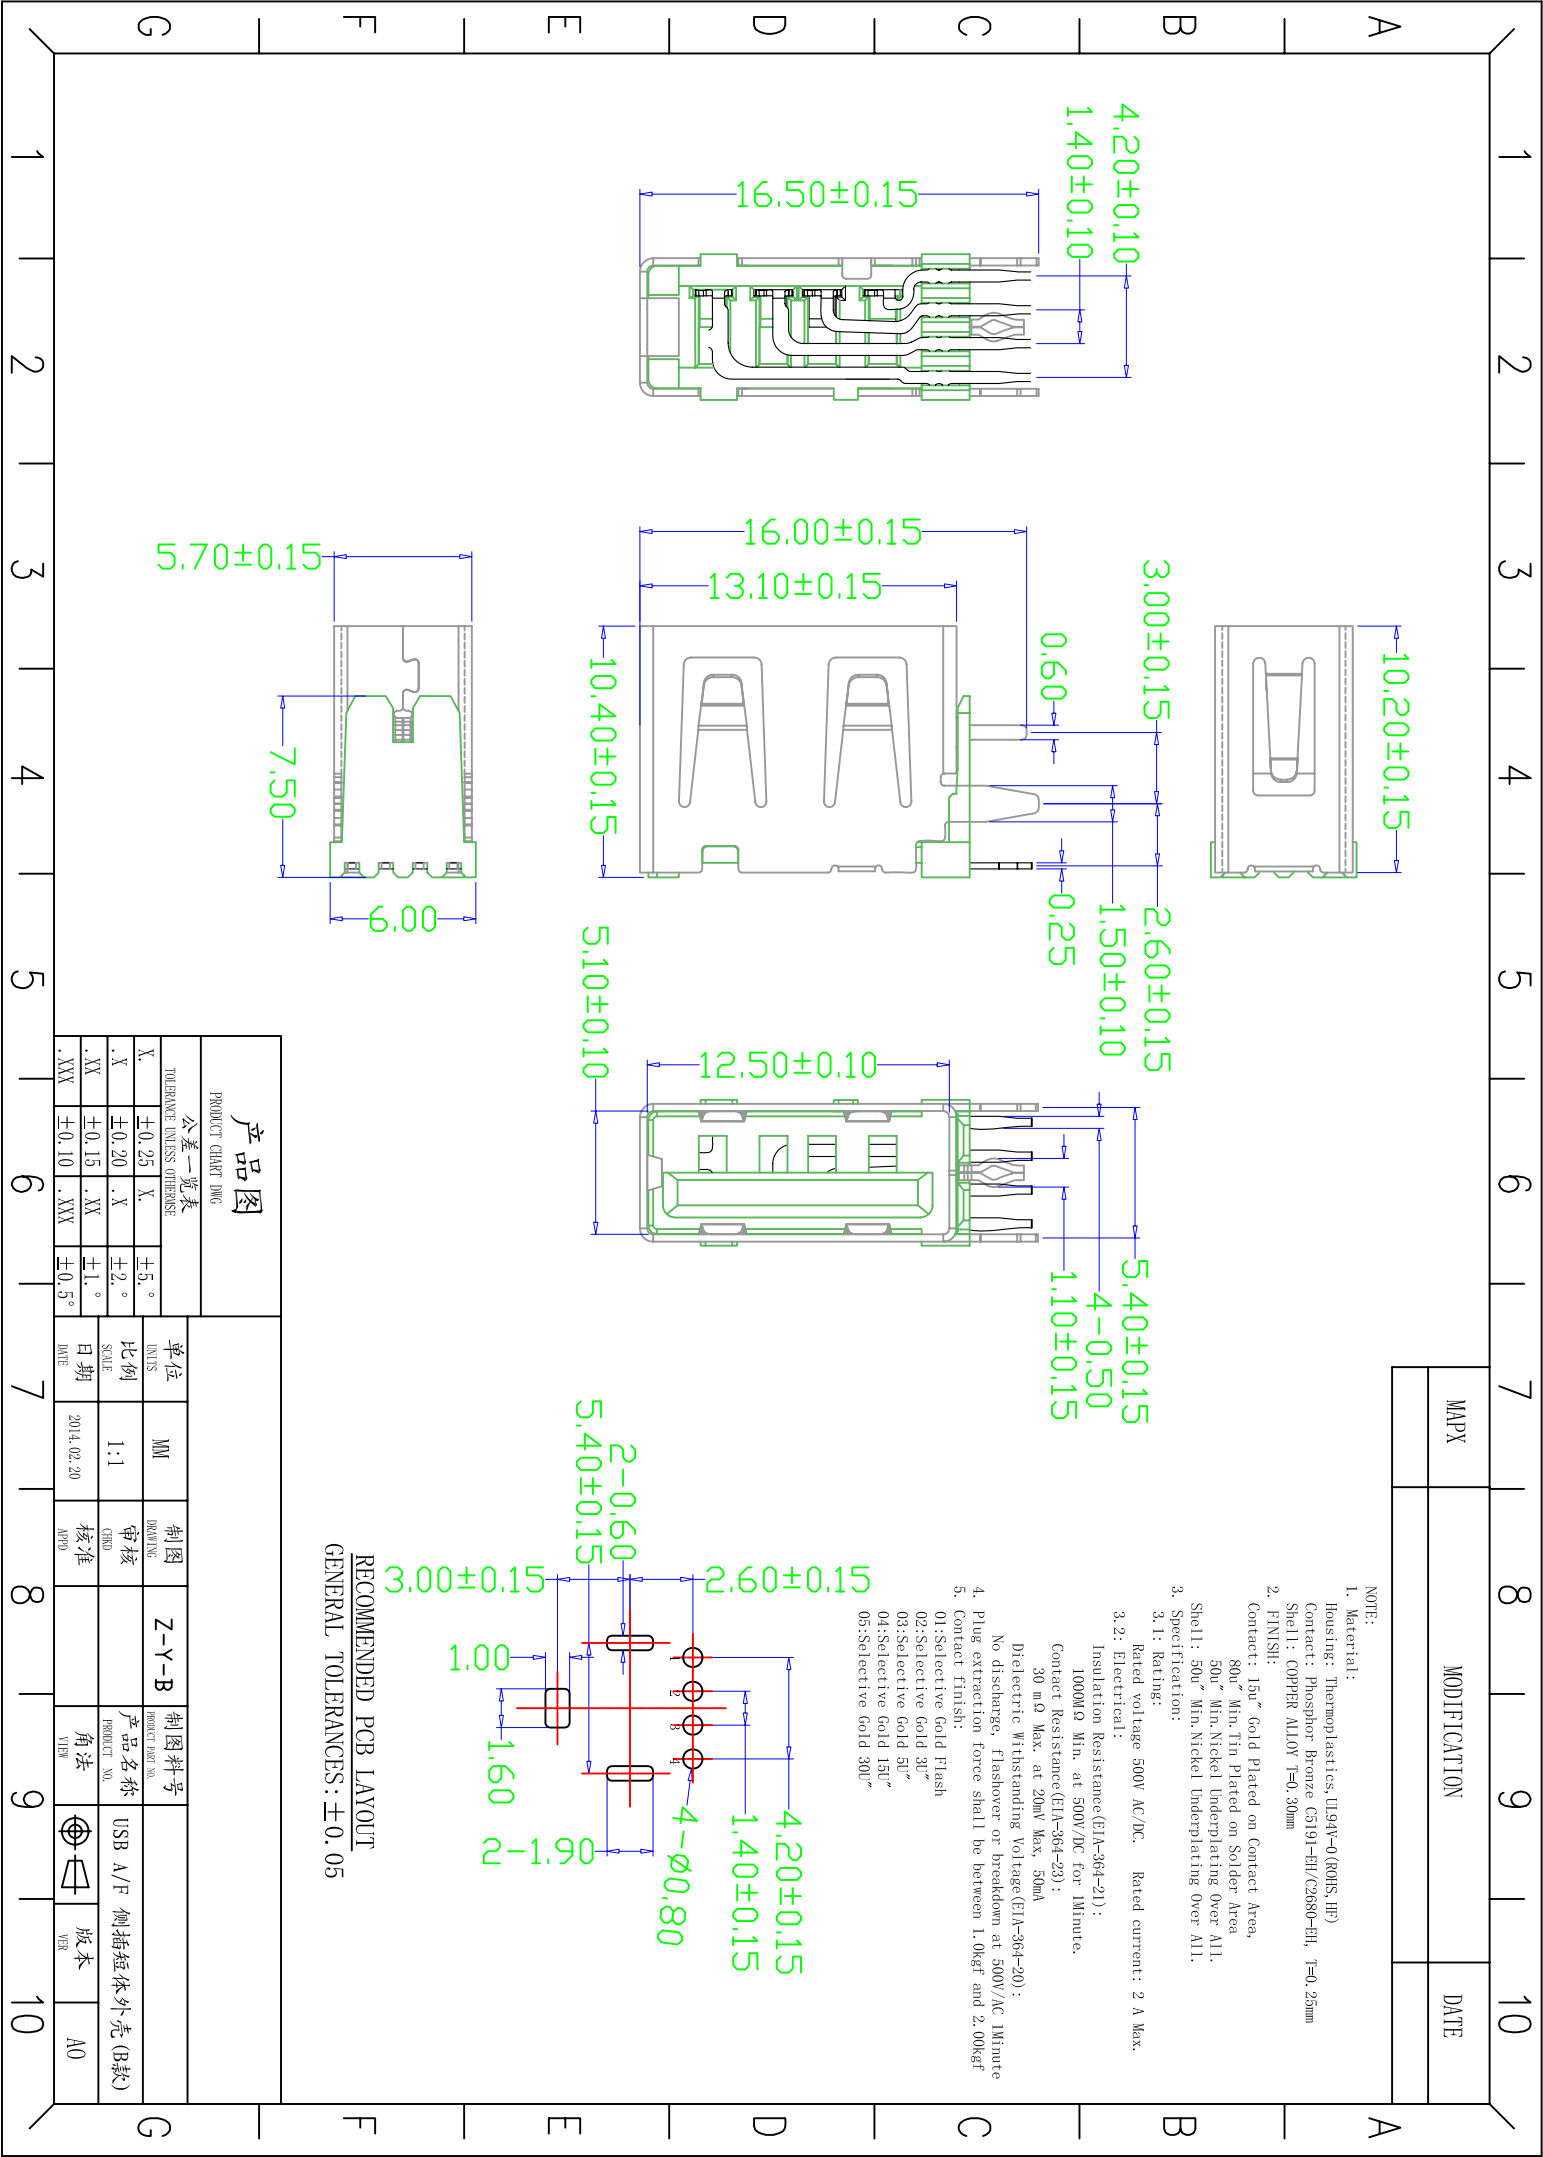 1 2 3 4 5 6 7 8 9 10
A
B
C
D
E
F
G
MAPX MODIFICATION DATE
NOTE:
1. Material:
Housing: Thermoplastics,UL94V-0(ROHS,HF)
Contact: Phosphor Bronze C5191-EH/C2680-EH, T=0.25mm
Shell: COPPER ALLOY T=0.30mm
2. FINISH:
Contact: 15u" Gold Plated on Contact Area,
80u" Min.Tin Plated on Solder Area
50u" Min.Nickel Underplating Over All.
Shell: 50u" Min.Nickel Underplating Over All.
3. Specification:
3.1: Rating:
Rated voltage 500V AC/DC. Rated current: 2 A Max.
3.2: Electrical:
Insulation Resistance(EIA-364-21):
1000MΩ Min. at 500V/DC for 1Minute.
Contact Resistance(EIA-364-23):
30 mΩ Max. at 20mV Max, 50mA
Dielectric Withstanding Voltage(EIA-364-20):
No discharge, flashover or breakdown at 500V/AC 1Minute
4. Plug extraction force shall be between 1.0kgf and 2.00kgf
5. Contact finish:
01:Selective Gold Flash
02:Selective Gold 3U"
03:Selective Gold 5U"
04:Selective Gold 15U"
05:Selective Gold 30U"
4.20±0.10
1.40±0.10
16.50±0.15
10.20±0.15
3.00±0.15
0.60
16.00±0.15
13.10±0.15
10.40±0.15
2.60±0.15
1.50±0.10
0.25
5.70±0.15
7.50
6.00
5.40±0.15
4-0.50
1.10±0.15
12.50±0.10
5.10±0.10
4.20±0.15
1.40±0.15
4-Ø0.80
2.60±0.15
2-0.60
5.40±0.15
3.00±0.15
1 2 3 4
1.00
1.60
2-1.90
RECOMMENDED PCB LAYOUT
GENERAL TOLERANCES:±0.05
产品图
PRODUCT CHART DWG
公差一览表
TOLERANCE UNLESS OTHERWISE
X. ±0.25 X. ±5.°
.X ±0.20 .X ±2.°
.XX ±0.15 .XX ±1.°
.XXX ±0.10 .XXX ±0.5°
单位 MM 制图 Z-Y-B 制图料号
UNITS DRAWING PRODUCT PART NO.
比例 1:1 审核 产品名称 USB A/F 侧插短体外壳(B款)
SCALE CHKD PRODUCT NO.
日期 2014.02.20 核准 角法 版本 A0
DATE APPD VIEW VER
1 2 3 4 5 6 7 8 9 10
A
B
C
D
E
F
G